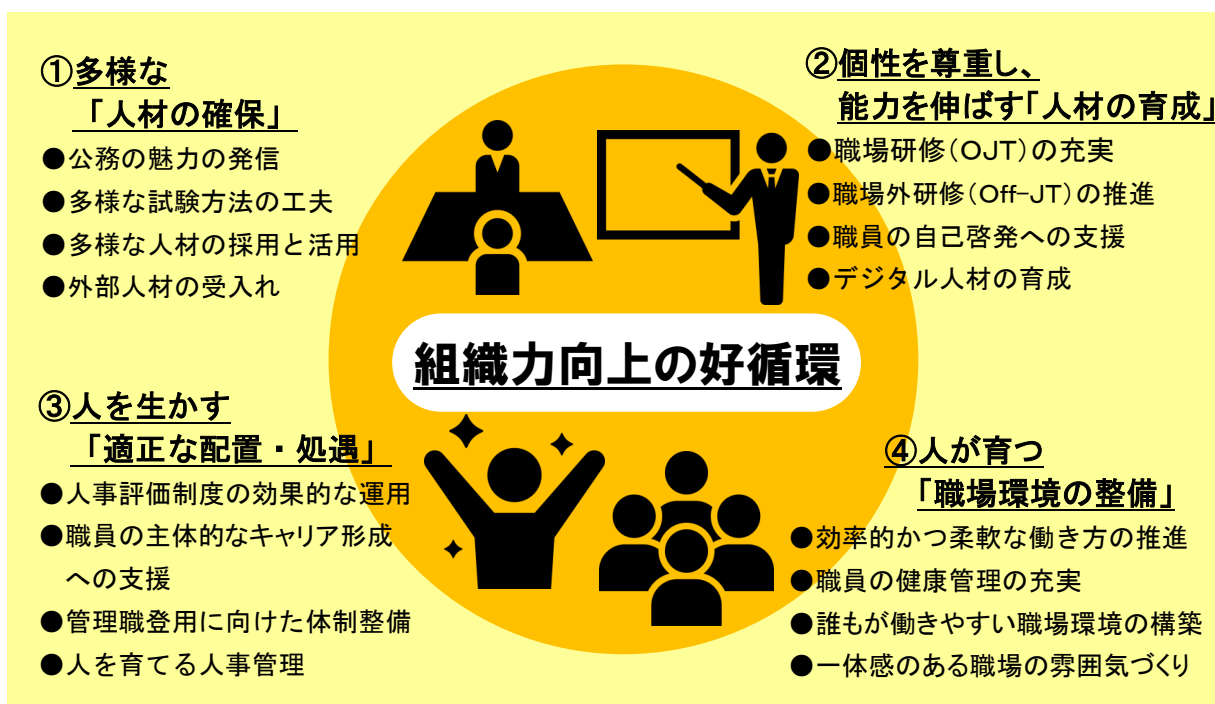 ①多様な
「人材の確保」
●公務の魅力の発信
●多様な試験方法の工夫
●多様な人材の採用と活用
●外部人材の受入れ
②個性を尊重し、
能力を伸ばす「人材の育成」
●職場研修(OJT)の充実
●職場外研修(Off-JT)の推進
●職員の自己啓発への支援
●デジタル人材の育成
組織力向上の好循環
③人を生かす
「適正な配置・処遇」
●人事評価制度の効果的な運用
●職員の主体的なキャリア形成
への支援
●管理職登用に向けた体制整備
●人を育てる人事管理
④人が育つ
「職場環境の整備」
●効率的かつ柔軟な働き方の推進
●職員の健康管理の充実
●誰もが働きやすい職場環境の構築
●一体感のある職場の雰囲気づくり